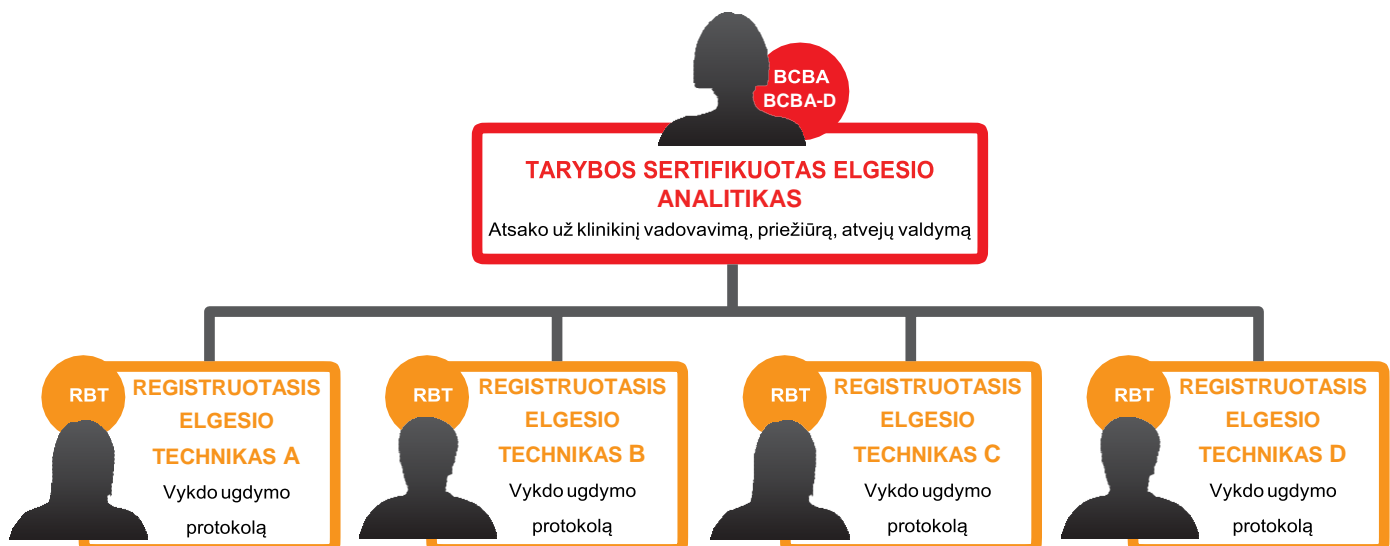 BCBA
BCBA-D
TARYBOS SERTIFIKUOTAS ELGESIO
ANALITIKAS
Atsako už klinikinį vadovavimą, priežiūrą, atvejų valdymą
RBT
REGISTRUOTASIS
ELGESIO
TECHNIKAS A
Vykdo ugdymo
protokolą
RBT
REGISTRUOTASIS
ELGESIO
TECHNIKAS B
Vykdo ugdymo
protokolą
RBT
REGISTRUOTASIS
ELGESIO
TECHNIKAS C
Vykdo ugdymo
protokolą
RBT
REGISTRUOTASIS
ELGESIO
TECHNIKAS D
Vykdo ugdymo
protokolą